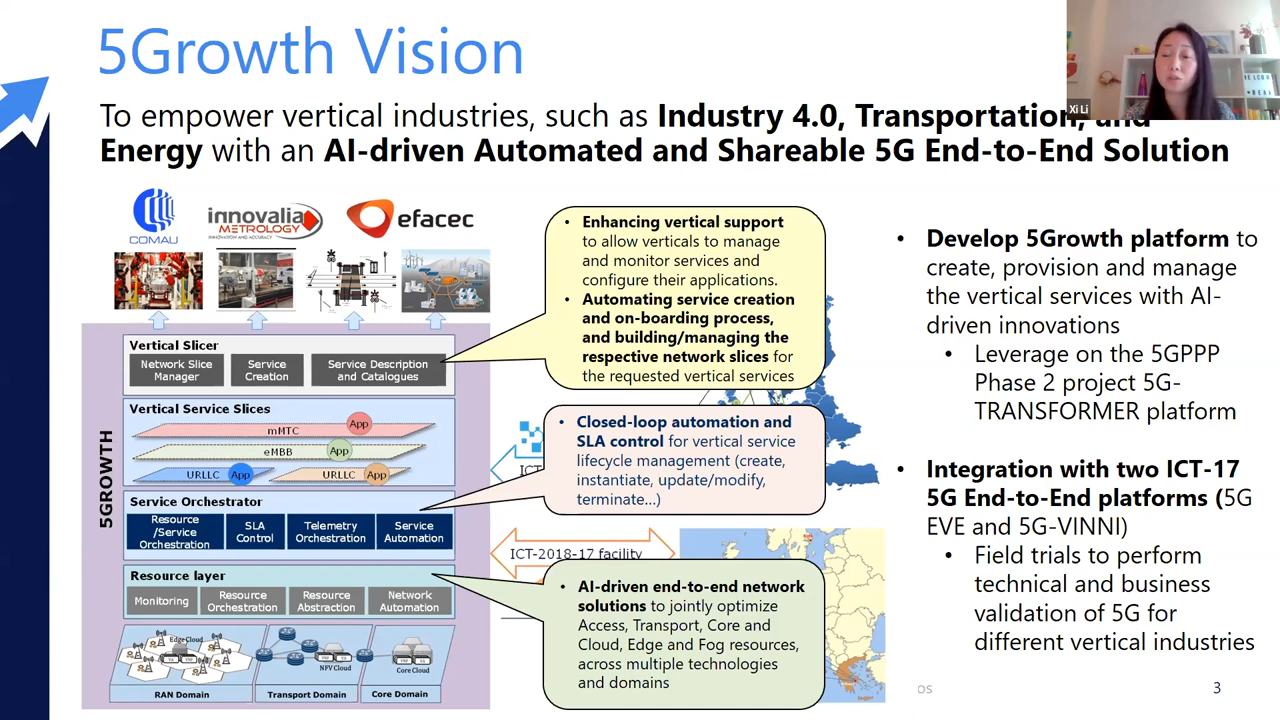 5Growth Vision
Xi Li
To empower vertical industries, such as Industry 4.0, Transportation, and
Energy with an AI-driven Automated and Shareable 5G End-to-End Solution
COMAU
innovalia
METROLOGY
INNOVATION AND ACCURACY
efacec
5GROWTH
Vertical Slicer
Network Slice
Manager
Service
Creation
Service Description
and Catalogues
Vertical Service Slices
App
mMTC
App
eMBB
URLLC
App
URLLC
App
Service Orchestrator
Resource
/Service
Orchestration
SLA
Control
Telemetry
Orchestration
Service
Automation
Resource layer
Monitoring
Resource
Orchestration
Resource
Abstraction
Network
Automation
Edge Cloud
NFV Cloud
Core Cloud
RAN Domain
Transport Domain
Core Domain
• Enhancing vertical support
to allow verticals to manage
and monitor services and
configure their applications.
• Automating service creation
and on-boarding process,
and building/managing the
respective network slices for
the requested vertical services
• Closed-loop automation and
SLA control for vertical service
lifecycle management (create,
instantiate, update/modify,
terminate...)
ICT-2018-17 facility
• AI-driven end-to-end network
solutions to jointly optimize
Access, Transport, Core and
Cloud, Edge and Fog resources,
across multiple technologies
and domains
• Develop 5Growth platform to
create, provision and manage
the vertical services with AI-
driven innovations
• Leverage on the 5GPPP
Phase 2 project 5G-
TRANSFORMER platform
• Integration with two ICT-17
5G End-to-End platforms (5G
EVE and 5G-VINNI)
• Field trials to perform
technical and business
validation of 5G for
different vertical industries
3